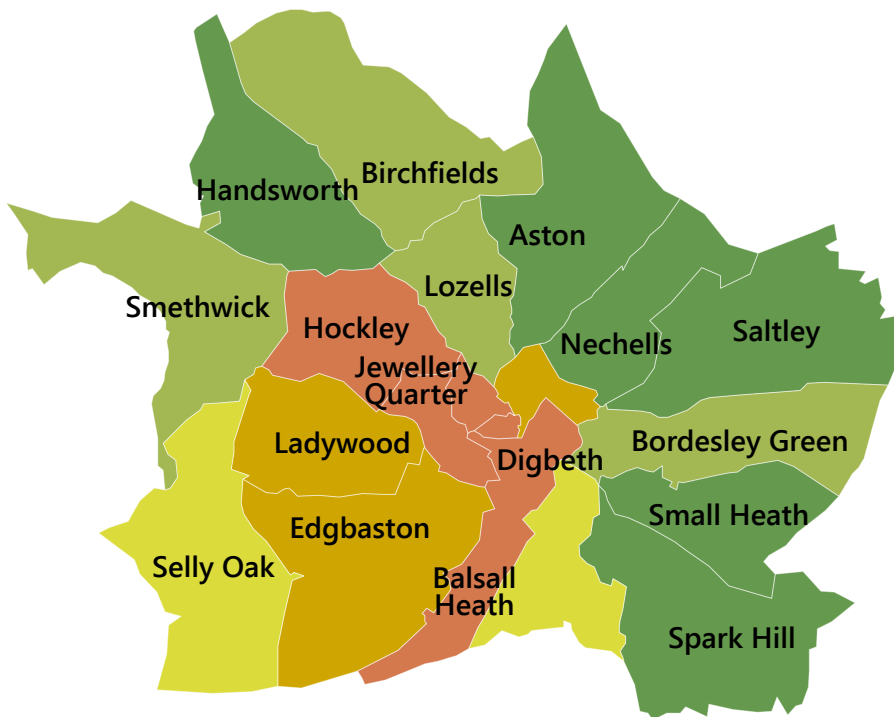 Birchfields
Handsworth
Aston
Lozells
Smethwick
Hockley
Saltley
Nechells
Jewellery
Quarter
Ladywood
Bordesley Green
Digbeth
Small Heath
Edgbaston
Selly Oak
Balsall
Heath
Spark Hill